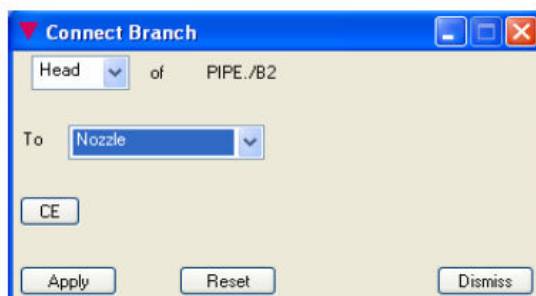 Connect Branch
Head of PIPE./B2
To Nozzle
CE
Apply Reset Dismiss